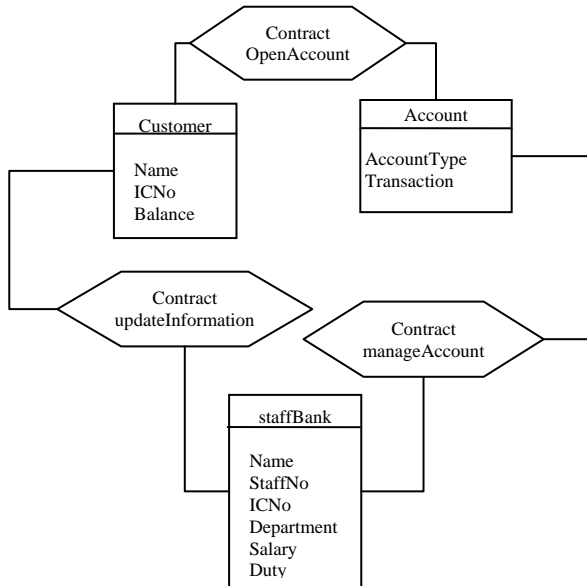 Contract
OpenAccount
Customer
Name
ICNo
Balance
Account
AccountType
Transaction
Contract
updateInformation
Contract
manageAccount
staffBank
Name
StaffNo
ICNo
Department
Salary
Duty